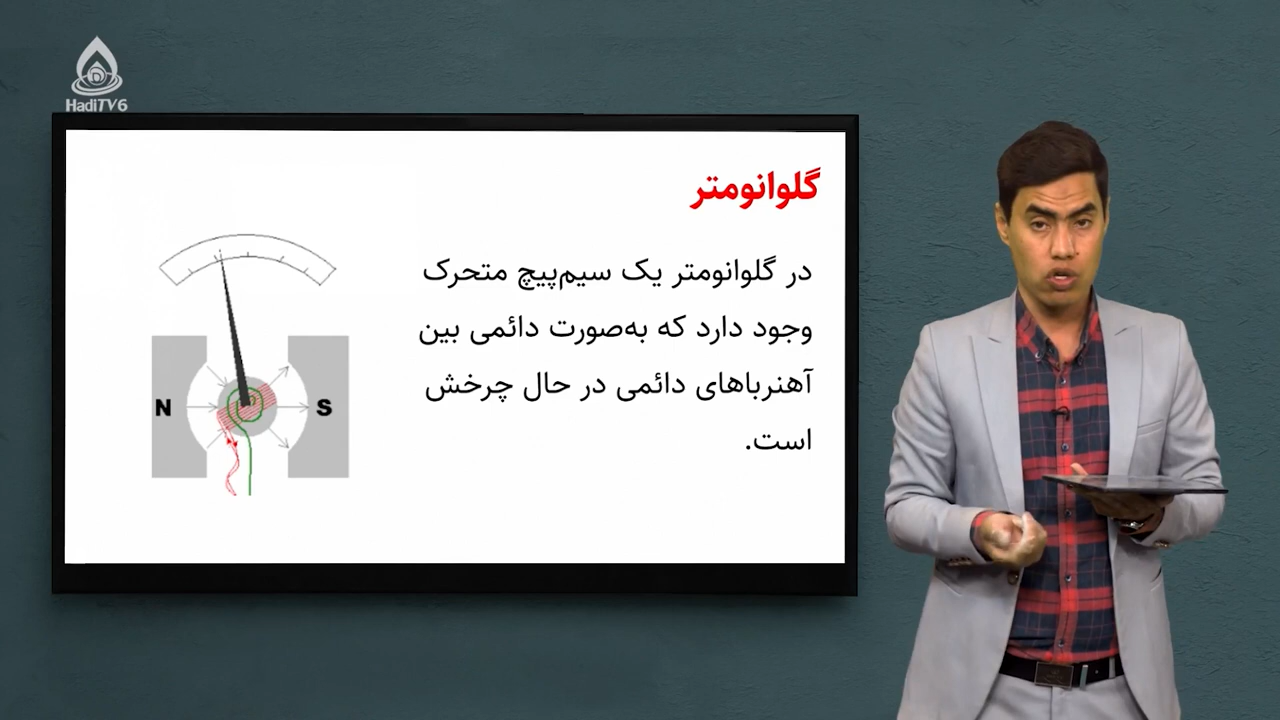 HadiTV6
گلوانومتر
در گلوانومتر یک سیم‌پیچ متحرک
وجود دارد که به‌صورت دائمی بین
آهنرباهای دائمی در حال چرخش
است.
N
S